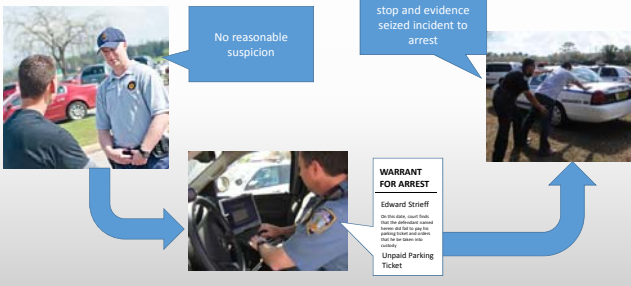 No reasonable
suspicion
stop and evidence
seized incident to
arrest
WARRANT
FOR ARREST
Edward Strieff
On this date, court finds
that the defendant named
herein did fail to pay his
parking ticket and orders
that he be taken into
custody.
Unpaid Parking
Ticket